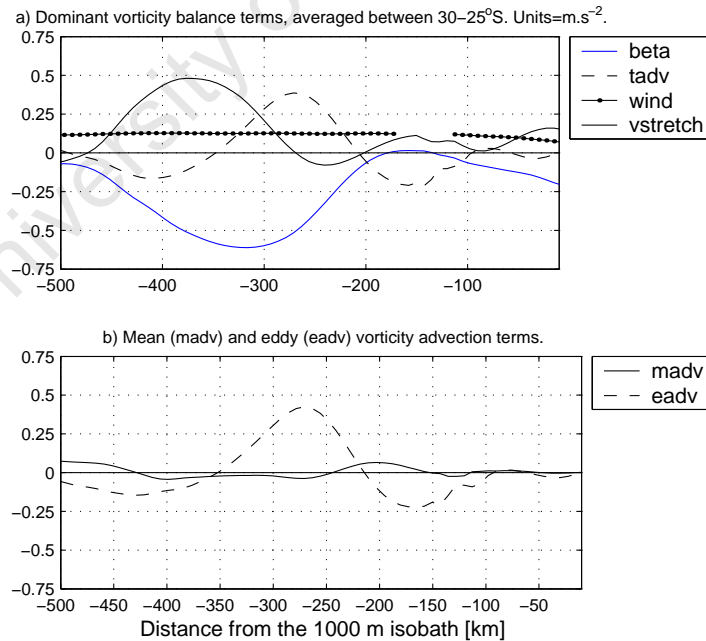 a) Dominant vorticity balance terms, averaged between 30−25°S. Units=m.s⁻².
0.75
0.5
0.25
0
−0.25
−0.5
−0.75
−500 −400 −300 −200 −100
beta
tadv
wind
vstretch
niversity of
b) Mean (madv) and eddy (eadv) vorticity advection terms.
0.75
0.5
0.25
0
−0.25
−0.5
−0.75
−500 −450 −400 −350 −300 −250 −200 −150 −100 −50
madv
eadv
Distance from the 1000 m isobath [km]